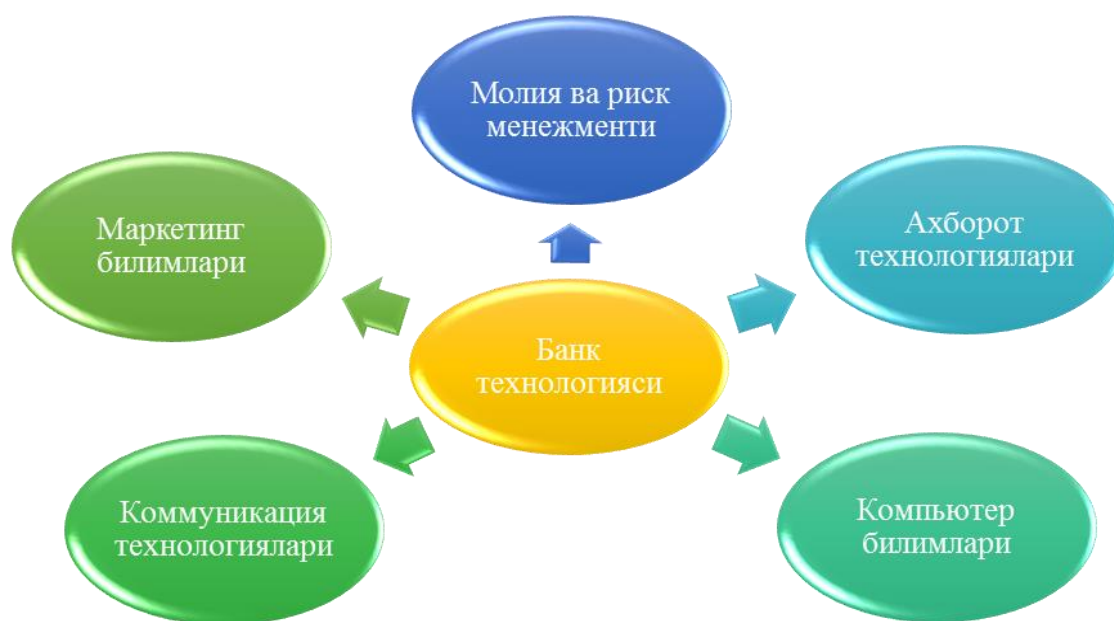 Молия ва риск
менежменти
Маркетинг
билимлари
Ахборот
технологиялари
Банк
технологияси
Коммуникация
технологиялари
Компьютер
билимлари